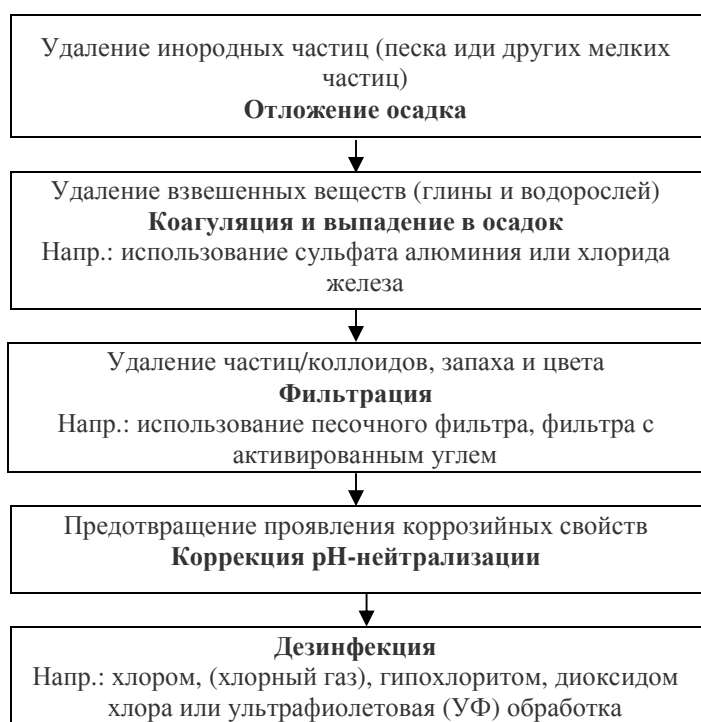 Удаление инородных частиц (песка иди других мелких
частиц)
Отложение осадка
Удаление взвешенных веществ (глины и водорослей)
Коагуляция и выпадение в осадок
Напр.: использование сульфата алюминия или хлорида
железа
Удаление частиц/коллоидов, запаха и цвета
Фильтрация
Напр.: использование песочного фильтра, фильтра с
активированным углем
Предотвращение проявления коррозийных свойств
Коррекция pH-нейтрализации
Дезинфекция
Напр.: хлором, (хлорный газ), гипохлоритом, диоксидом
хлора или ультрафиолетовая (УФ) обработка